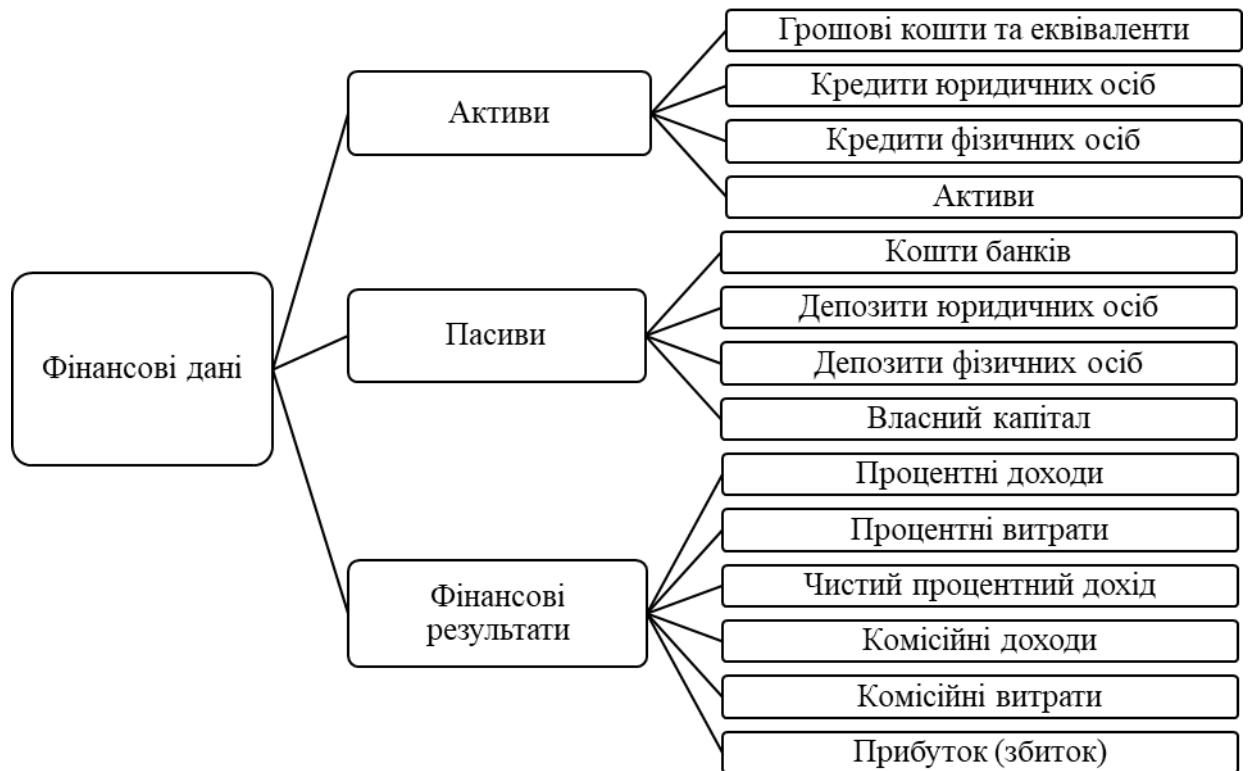 Фінансові дані
Активи
Грошові кошти та еквіваленти
Кредити юридичних осіб
Кредити фізичних осіб
Активи
Пасиви
Кошти банків
Депозити юридичних осіб
Депозити фізичних осіб
Власний капітал
Фінансові
результати
Процентні доходи
Процентні витрати
Чистий процентний дохід
Комісійні доходи
Комісійні витрати
Прибуток (збиток)